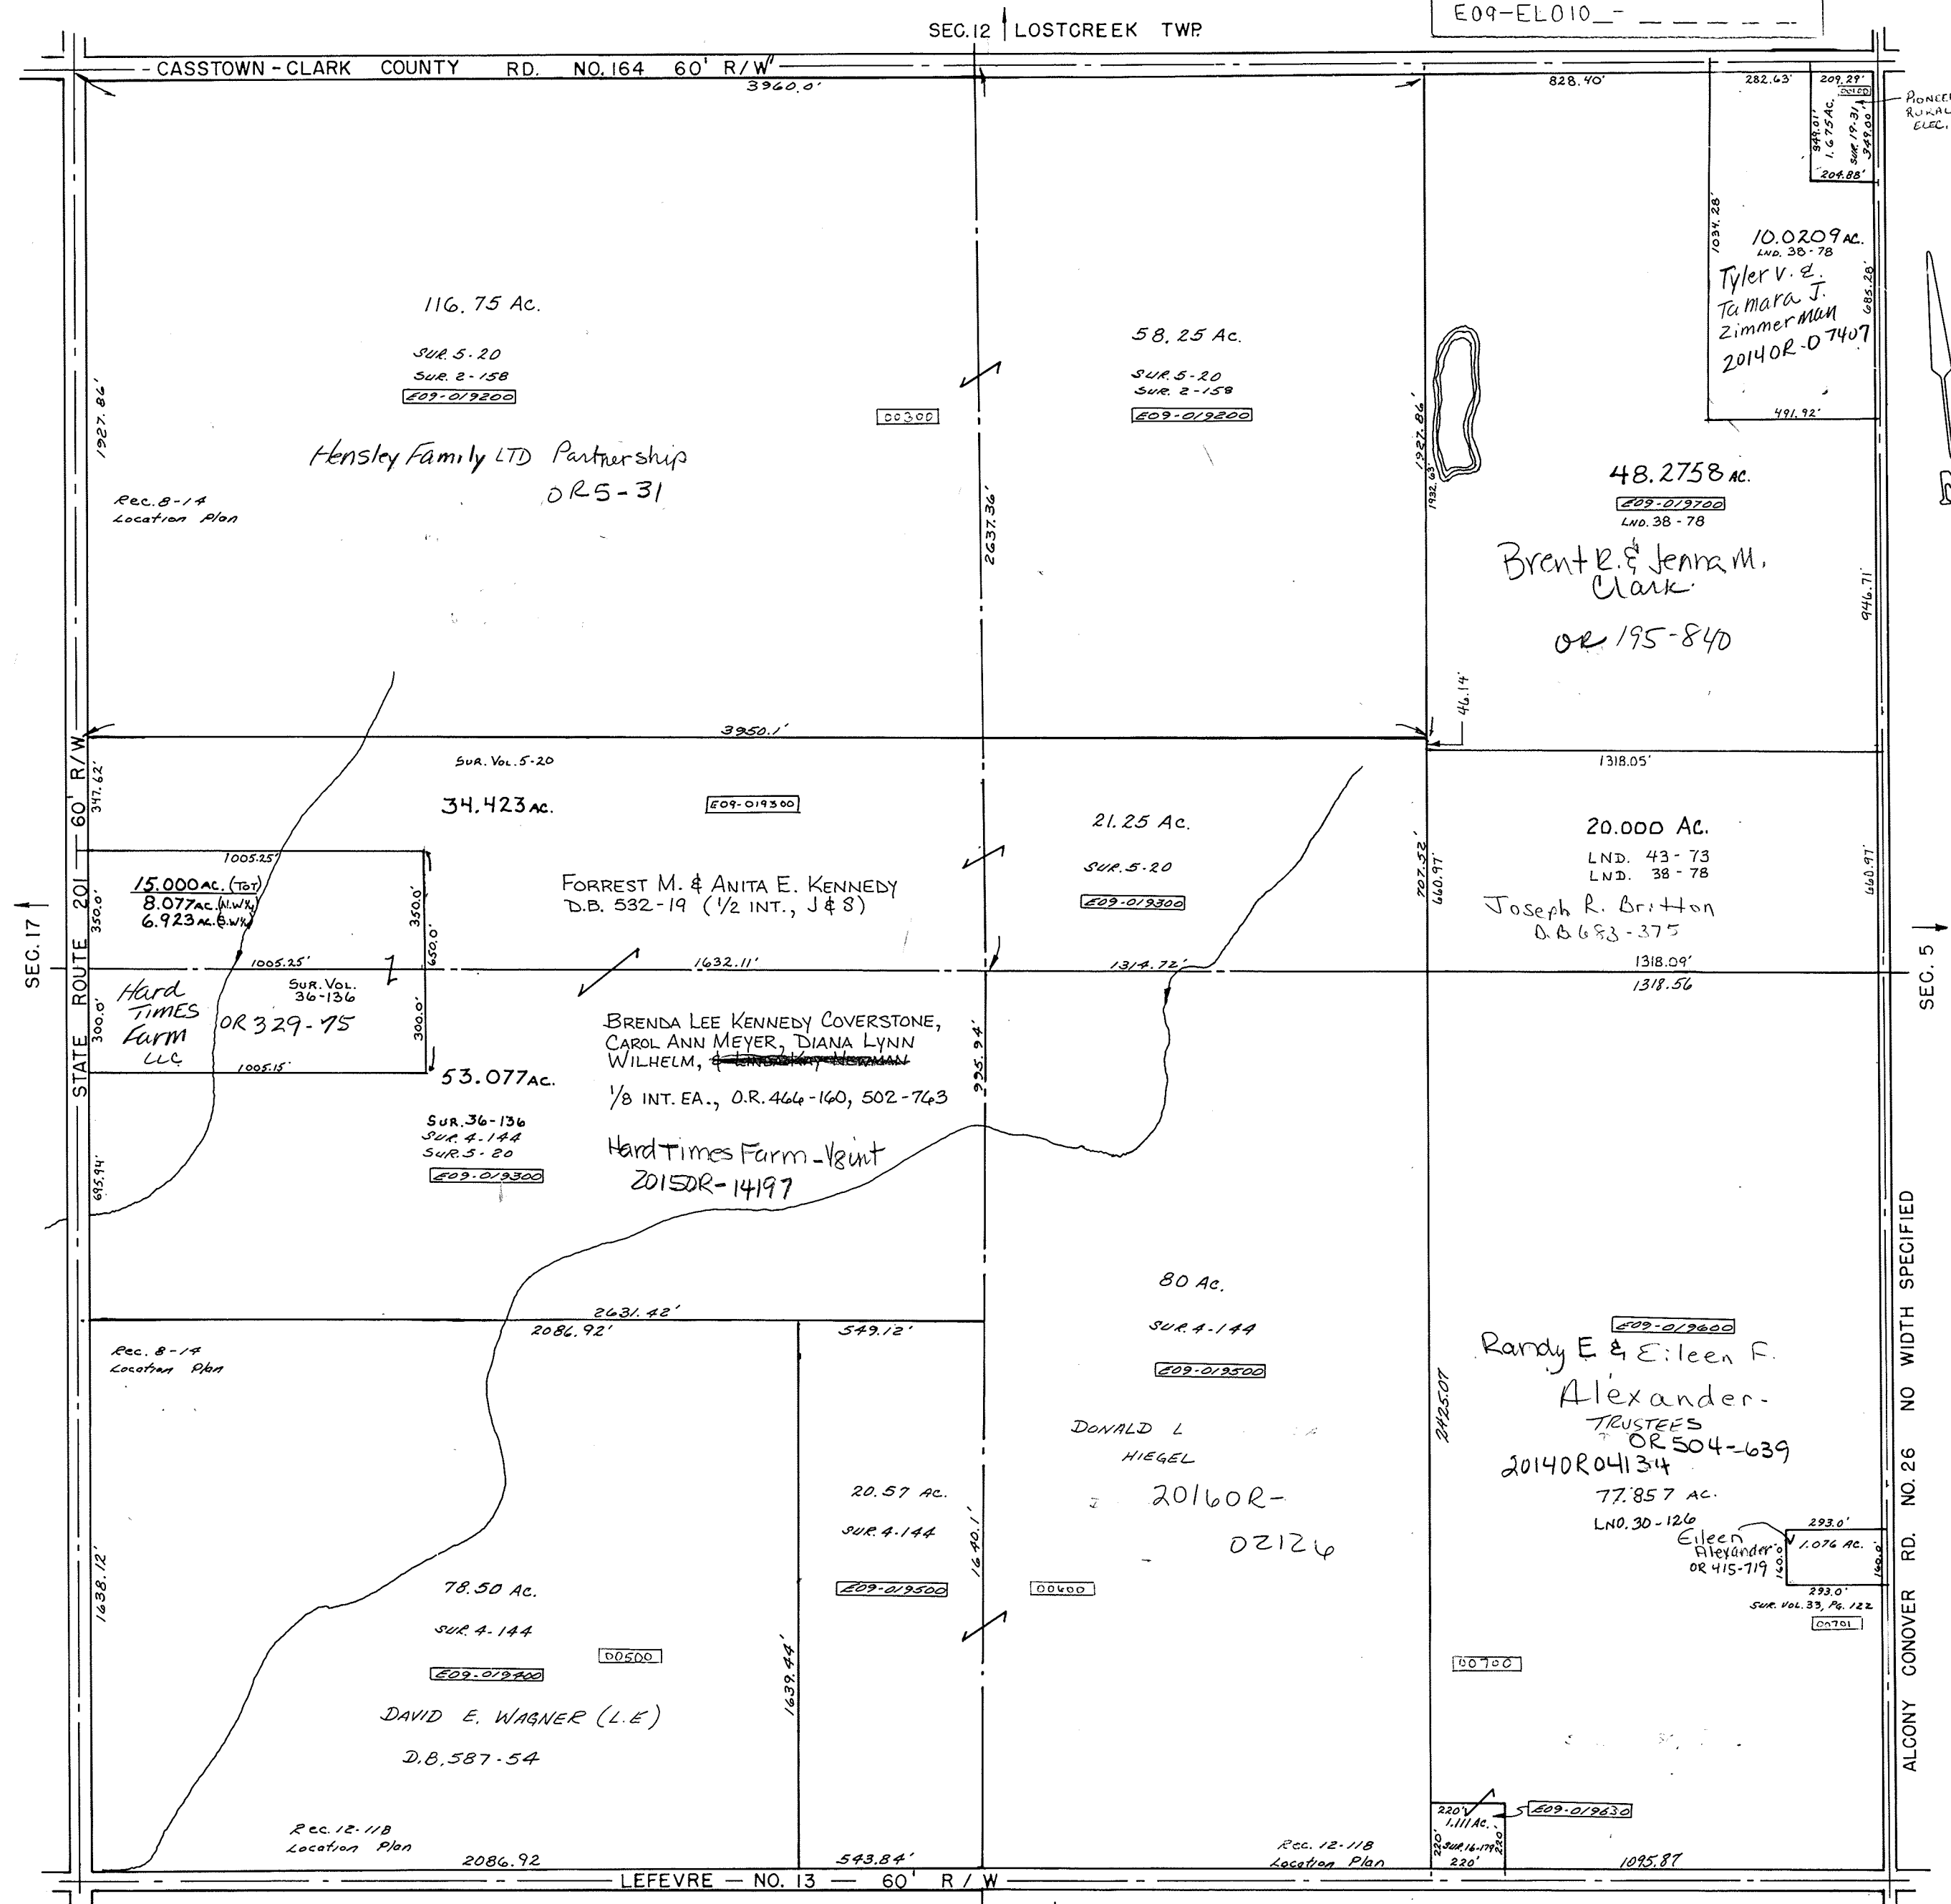 E09-EL010_-_ _ _ _ _ _
SEC. 12 LOSTCREEK TWP.
CASSTOWN-CLARK COUNTY RD. NO. 164 60' R/W
3960.0'
828.40'
282.63'
209.29'
00100
PIONEER
RURAL
ELEC.
349.01'
1.675 AC.
SUR. 19-31
349.00'
204.88'
1034.28'
10.0209 AC.
LND. 38-78
Tyler V. &
Tamara J.
Zimmerman
2014OR-07407
685.28'
491.92'
116.75 AC.
SUR. 5-20
SUR. 2-158
E09-019200
00300
Hensley Family LTD Partnership
OR5-31
Rec. 8-14
Location Plan
1927.86'
58.25 AC.
SUR. 5-20
SUR. 2-158
E09-019200
2637.36'
1927.86'
1932.63'
48.2758 AC.
E09-019700
LND. 38-78
Brent R. & Jenna M.
Clark
OR 195-840
946.71'
46.14'
3950.1'
1318.05'
SUR. VOL. 5-20
34.423 AC.
E09-019300
347.62'
STATE ROUTE 201 60' R/W
SEC. 17
1005.25'
15.000 AC. (TOT)
8.077 AC. (N.W¼)
6.923 AC. (S.W¼)
350.0'
350.0'
650.0'
FORREST M. & ANITA E. KENNEDY
D.B. 532-19 (1/2 INT., J & S)
21.25 AC.
SUR. 5-20
E09-019300
707.52'
660.97'
20.000 AC.
LND. 43-73
LND. 38-78
Joseph R. Britton
D.B 683-375
660.97'
SEC. 5
1005.25'
1632.11'
1314.72'
1318.09'
1318.56
Hard
TIMES
Farm
LLC
SUR. VOL.
36-136
OR 329-75
300.0'
300.0'
1005.15'
53.077 AC.
SUR. 36-136
SUR. 4-144
SUR. 5-20
E09-019300
BRENDA LEE KENNEDY COVERSTONE,
CAROL ANN MEYER, DIANA LYNN
WILHELM, & LINDA KAY NEWMAN
1/8 INT. EA., O.R. 466-160, 502-763
Hard Times Farm - 1/8 int
2015OR-14197
995.94'
695.94'
2631.42'
2086.92'
549.12'
Rec. 8-14
Location Plan
80 AC.
SUR. 4-144
E09-019500
DONALD L
HIEGEL
2016OR-
02126
2425.07
E09-019600
Randy E & Eileen F.
Alexander-
TRUSTEES
OR 504-639
2014OR04134
77.857 AC.
LND. 30-126
Eileen
Alexander
OR 415-719
293.0'
1.076 AC.
160.0'
160.0'
293.0'
SUR. VOL. 33, PG. 122
00701
ALCONY CONOVER RD. NO. 26 NO WIDTH SPECIFIED
20.57 AC.
SUR. 4-144
E09-019500
1640.1'
00600
1638.12'
78.50 AC.
SUR. 4-144
E09-019400
00500
DAVID E. WAGNER (L.E)
D.B. 587-54
1639.44'
00700
Rec. 12-118
Location Plan
Rec. 12-118
Location Plan
220'
1.111 AC.
220'
SUR. 16-179
220'
220'
E09-019630
2086.92
543.84'
1095.87
LEFEVRE NO. 13 60' R/W